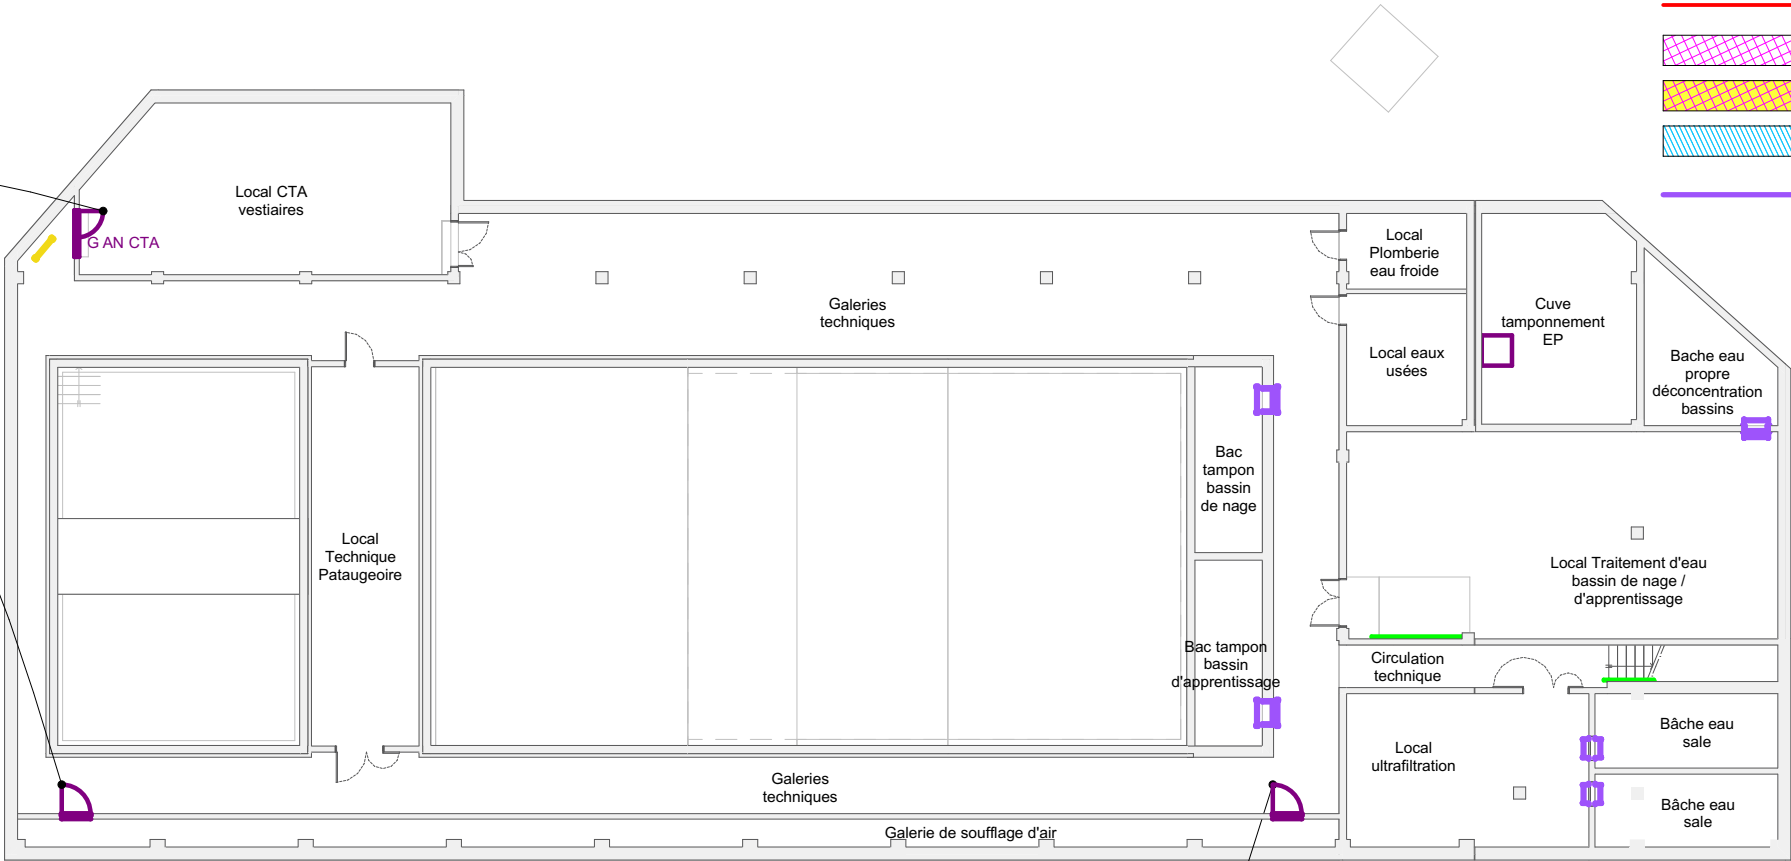 Local CTA
vestiaires
G AN CTA
Galeries
techniques
Local
Plomberie
eau froide
Local eaux
usées
Cuve
tamponnement
EP
Bache eau
propre
déconcentration
bassins
Bac
tampon
bassin
de nage
Local
Technique
Pataugeoire
Local Traitement d'eau
bassin de nage /
d'apprentissage
Bac tampon
bassin
d'apprentissage
Circulation
technique
Local
ultrafiltration
Bâche eau
sale
Bâche eau
sale
Galeries
techniques
Galerie de soufflage d'air